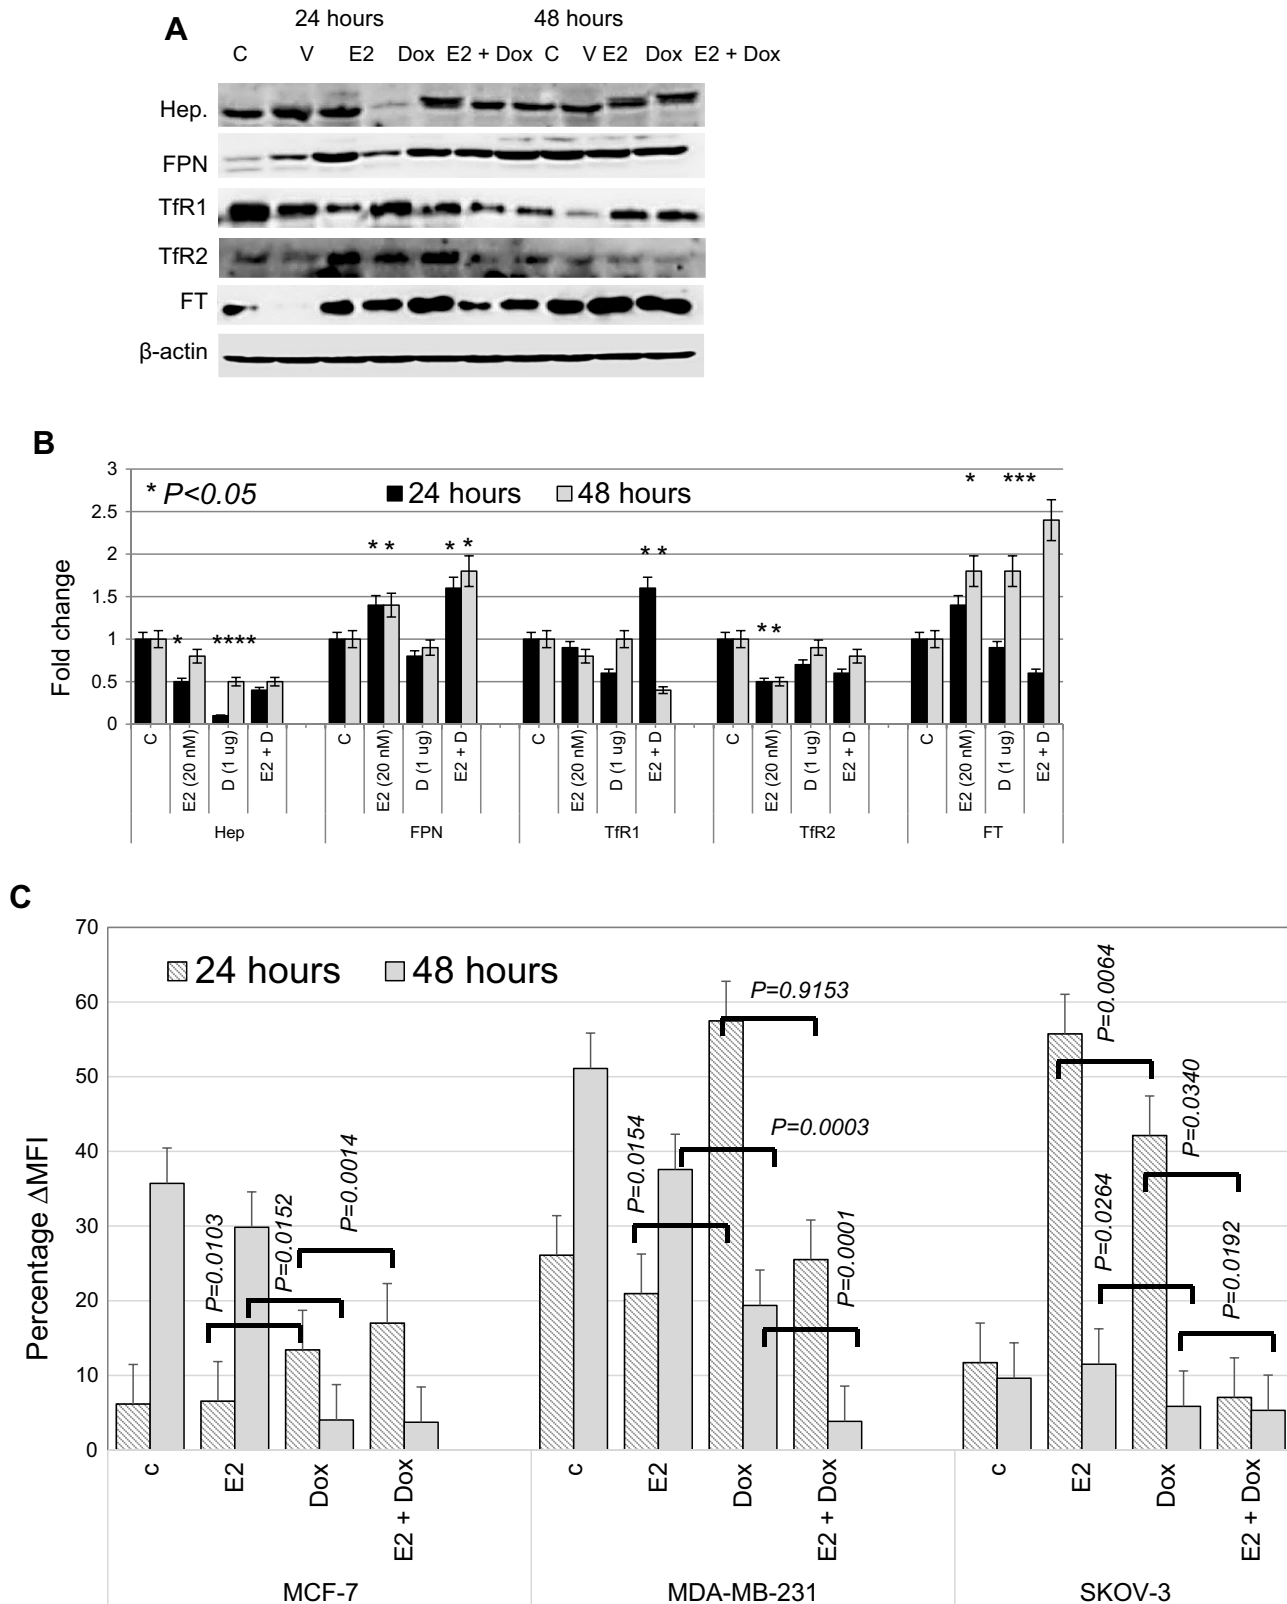 A
24 hours 48 hours
C V E2 Dox E2 + Dox C V E2 Dox E2 + Dox
Hep.
FPN
TfR1
TfR2
FT
β-actin
B
Fold change
3
2.5
2
1.5
1
0.5
0
* P<0.05
24 hours 48 hours
* **** ** ** ** ** * ***
C E2 (20 nM) D (1 ug) E2 + D C E2 (20 nM) D (1 ug) E2 + D C E2 (20 nM) D (1 ug) E2 + D C E2 (20 nM) D (1 ug) E2 + D C E2 (20 nM) D (1 ug) E2 + D
Hep FPN TfR1 TfR2 FT
C
Percentage ΔMFI
70
60
50
40
30
20
10
0
24 hours 48 hours
P=0.0103
P=0.0152
P=0.0014
P=0.0154
P=0.9153
P=0.0003
P=0.0001
P=0.0064
P=0.0340
P=0.0264
P=0.0192
c E2 Dox E2 + Dox c E2 Dox E2 + Dox c E2 Dox E2 + Dox
MCF-7 MDA-MB-231 SKOV-3